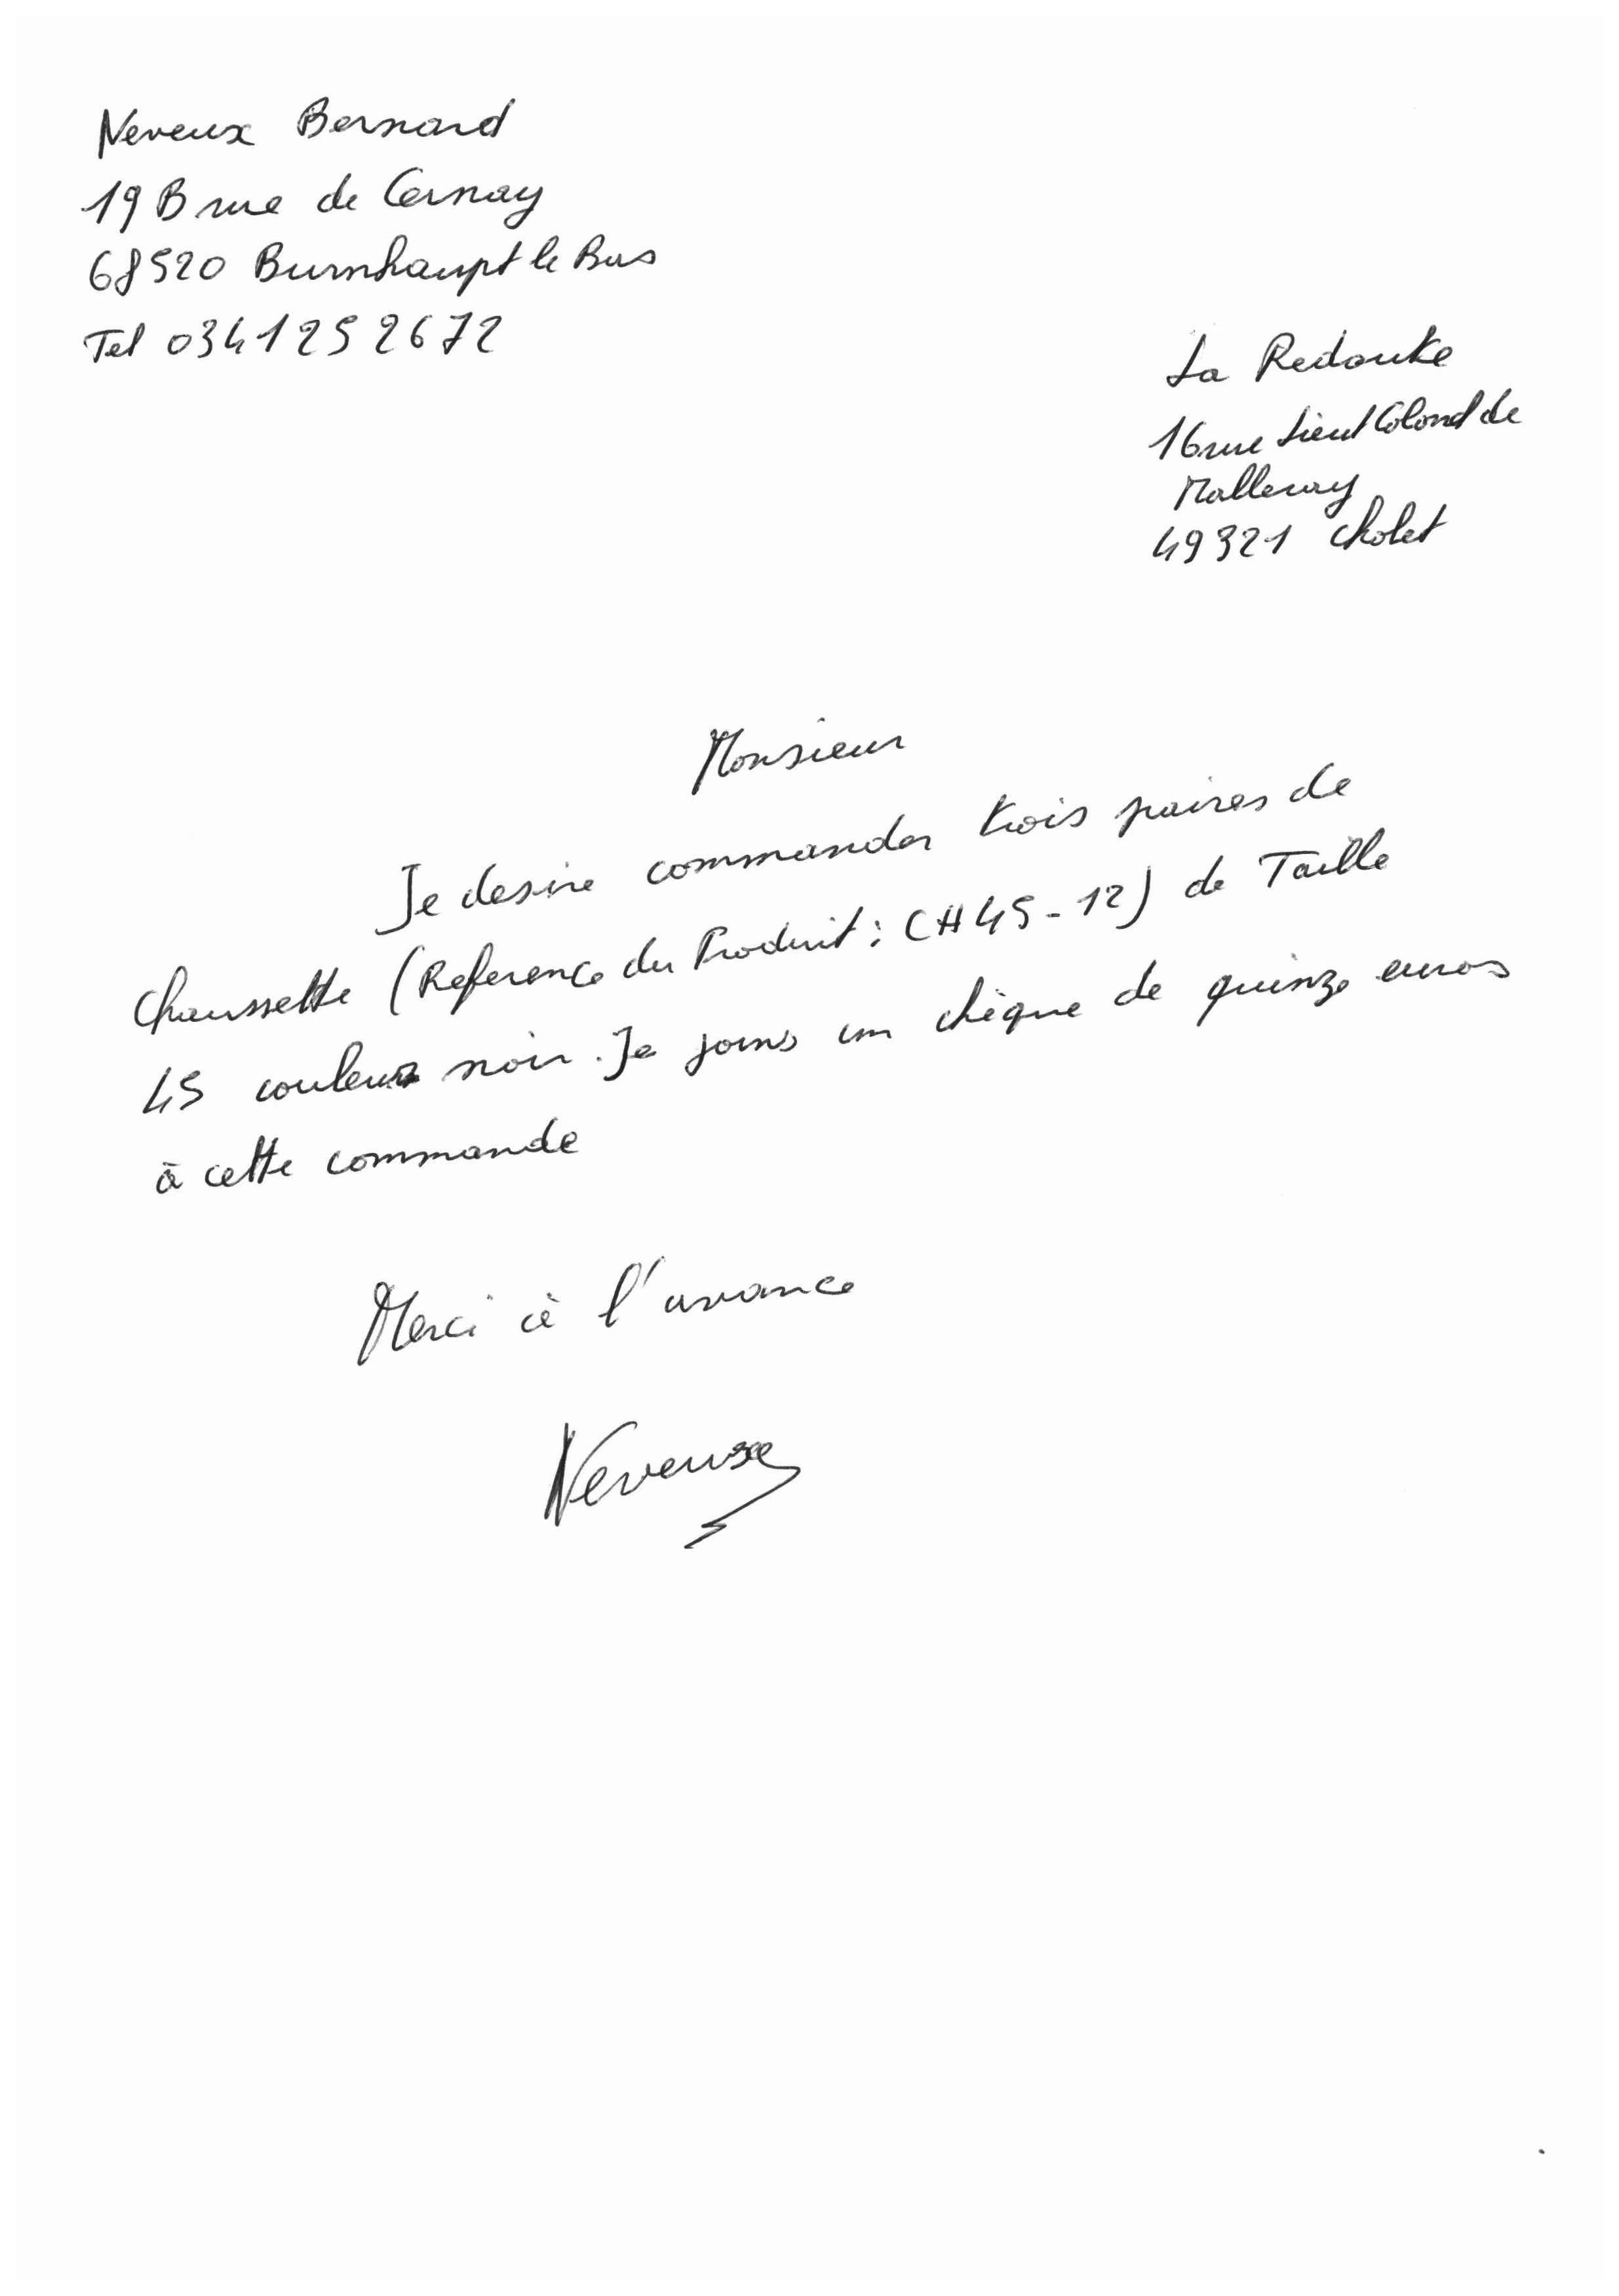 Neveux Bernard
19 B rue de Cernay
68520 Burnhaupt le Bas
Tel 0341252672
La Redoute
16 rue Lieut Colonel de
Malleray
49321 Cholet
Monsieur
Je desire commander trois paires de
Chaussette (Reference du Produit : CH45-12) de Taille
45 couleur noir. Je joins un chèque de quinze euros
à cette commande
Merci à l'avance
Neveux